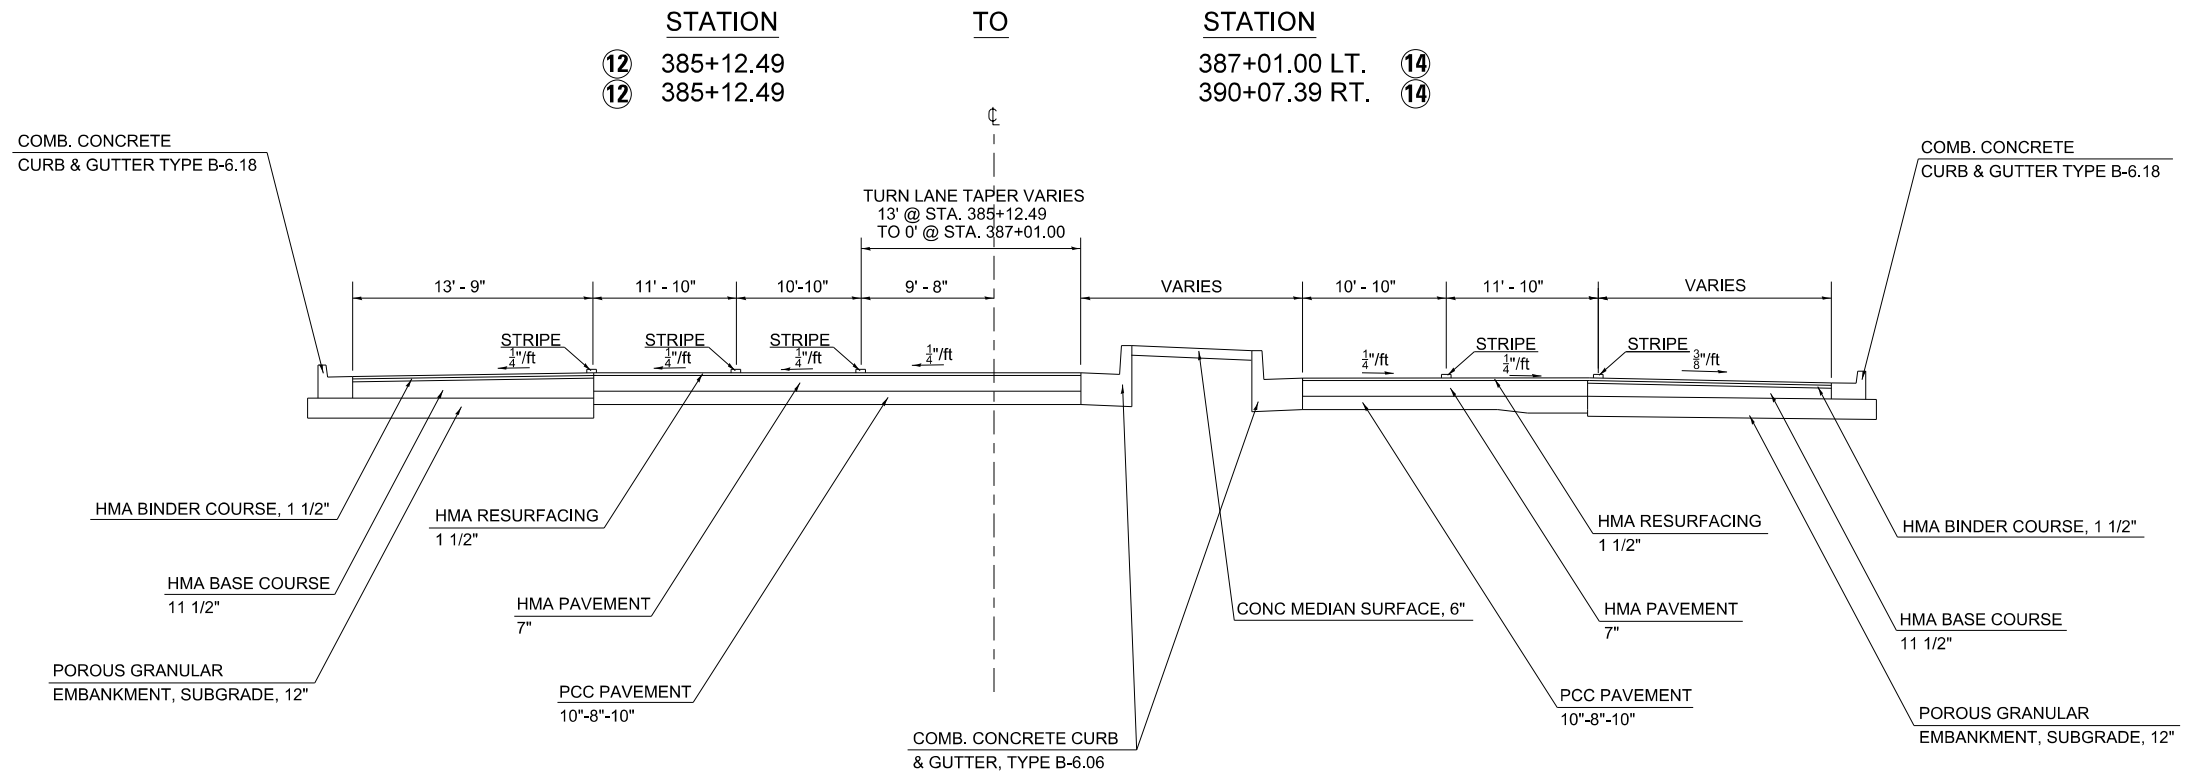 STATION TO STATION
12 385+12.49 387+01.00 LT. 14
12 385+12.49 390+07.39 RT. 14
℄
COMB. CONCRETE
CURB & GUTTER TYPE B-6.18
COMB. CONCRETE
CURB & GUTTER TYPE B-6.18
TURN LANE TAPER VARIES
13' @ STA. 385+12.49
TO 0' @ STA. 387+01.00
13' - 9" 11' - 10" 10'-10" 9' - 8" VARIES 10' - 10" 11' - 10" VARIES
STRIPE STRIPE STRIPE STRIPE STRIPE
1/4"/ft 1/4"/ft 1/4"/ft 1/4"/ft 1/4"/ft 1/4"/ft 3/8"/ft
HMA BINDER COURSE, 1 1/2"
HMA RESURFACING
1 1/2"
HMA RESURFACING
1 1/2"
HMA BINDER COURSE, 1 1/2"
HMA BASE COURSE
11 1/2"
HMA PAVEMENT
7"
CONC MEDIAN SURFACE, 6"
HMA PAVEMENT
7"
HMA BASE COURSE
11 1/2"
POROUS GRANULAR
EMBANKMENT, SUBGRADE, 12"
PCC PAVEMENT
10"-8"-10"
PCC PAVEMENT
10"-8"-10"
POROUS GRANULAR
EMBANKMENT, SUBGRADE, 12"
COMB. CONCRETE CURB
& GUTTER, TYPE B-6.06